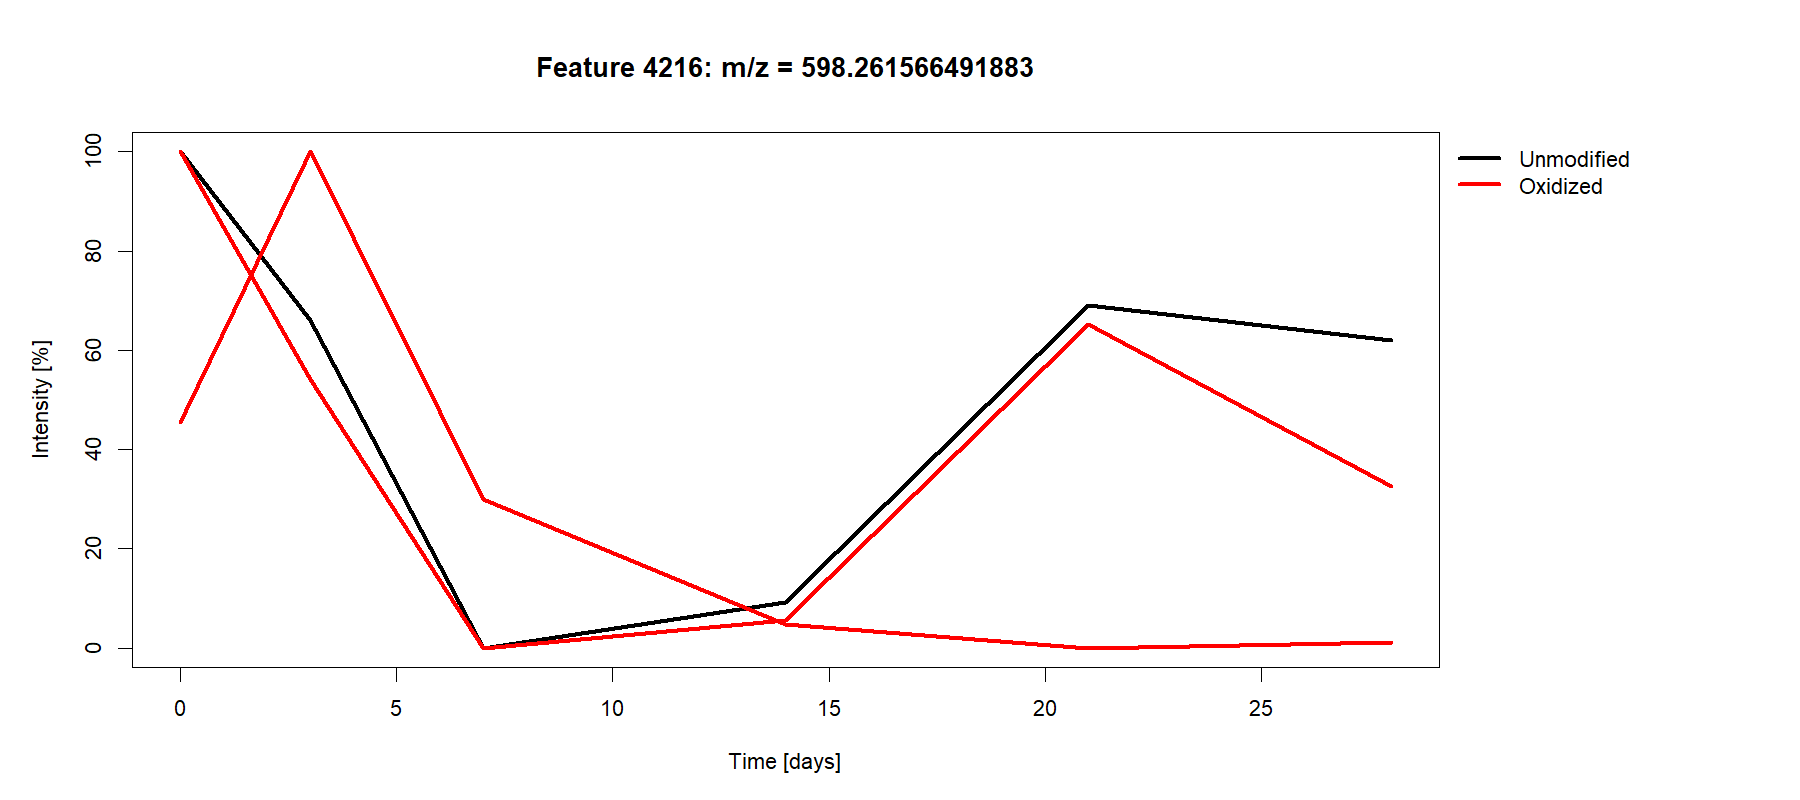 Feature 4216: m/z = 598.261566491883
Unmodified
Oxidized
Intensity [%]
100
80
60
40
20
0
0 5 10 15 20 25
Time [days]